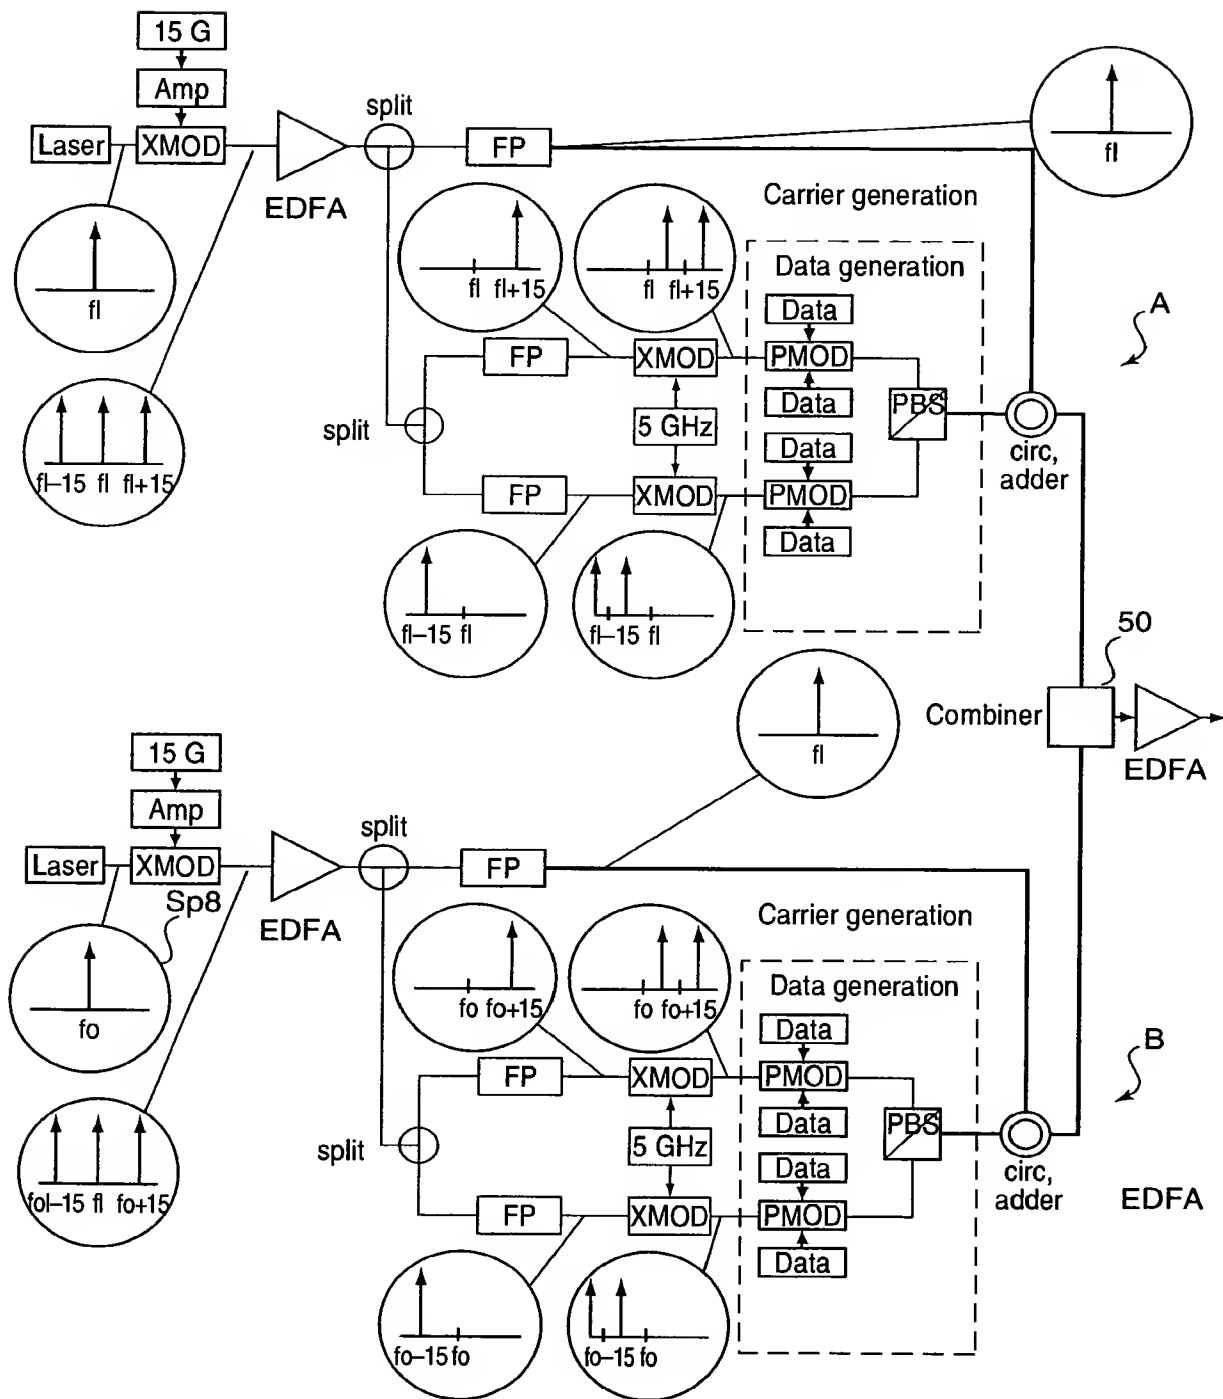 15 G
Amp
Laser
XMOD
EDFA
split
FP
fl
fl
fl–15 fl fl+15
Carrier generation
fl fl+15
fl fl+15
Data generation
Data
FP
XMOD
PMOD
Data
split
5 GHz
PBS
Data
circ,
adder
FP
XMOD
PMOD
Data
fl–15 fl
fl–15 fl
A
50
Combiner
EDFA
fl
15 G
Amp
Laser
XMOD
Sp8
EDFA
split
FP
fo
fol–15 fl fo+15
Carrier generation
fo fo+15
fo fo+15
Data generation
Data
FP
XMOD
PMOD
Data
split
5 GHz
PBS
Data
circ,
adder
EDFA
FP
XMOD
PMOD
Data
fo–15 fo
fo–15 fo
B